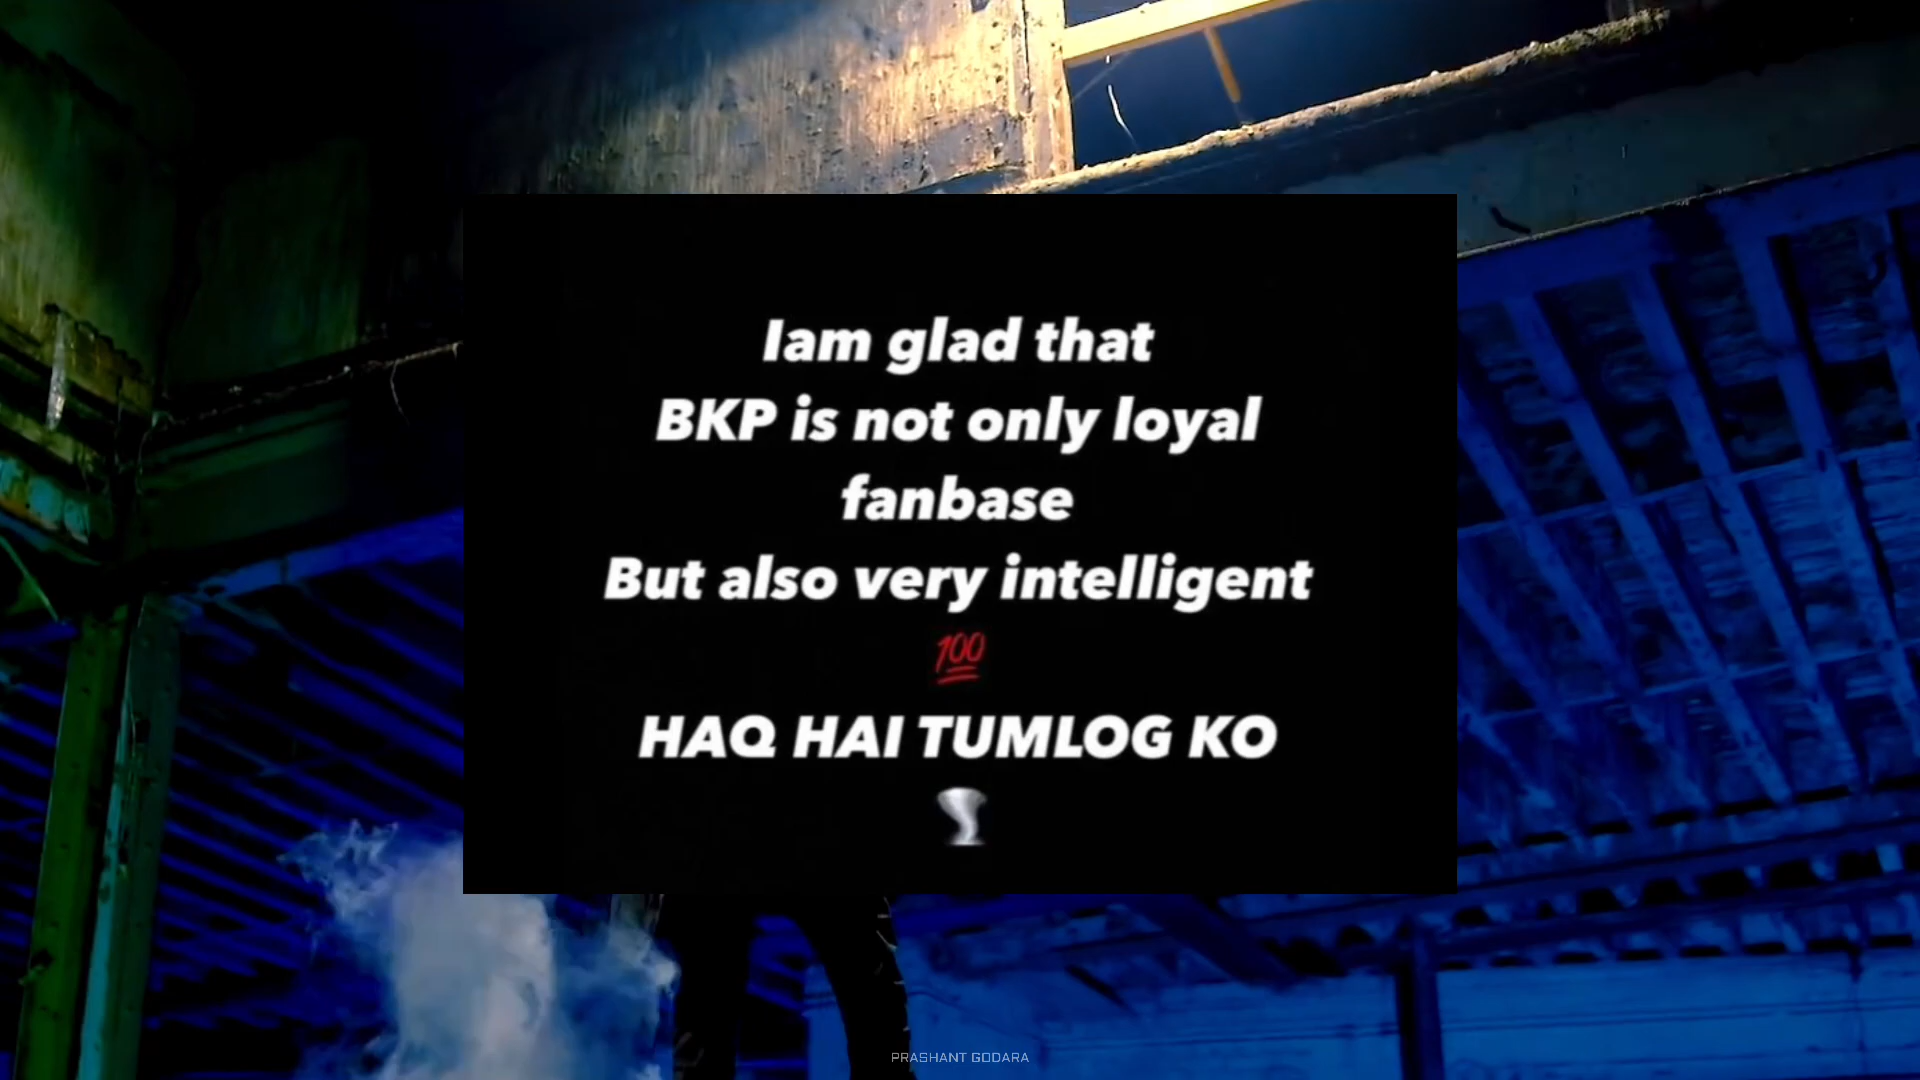 Iam glad that
BKP is not only loyal
fanbase
But also very intelligent
💯
HAQ HAI TUMLOG KO
🌪️
PRASHANT GODARA